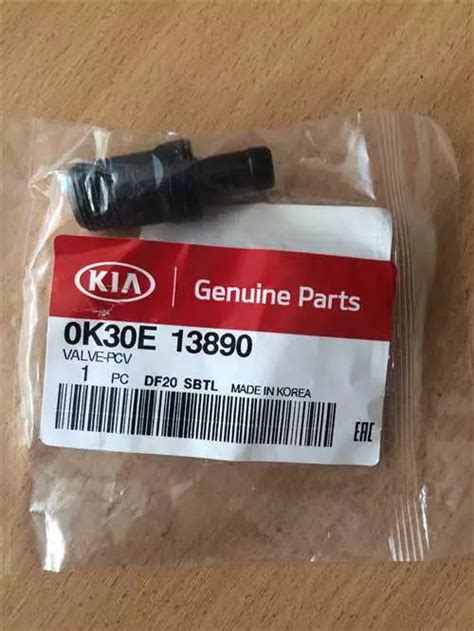 KIA Genuine Parts
0K30E 13890
VALVE-PCV
1 PC DF20 SBTL MADE IN KOREA
EAC